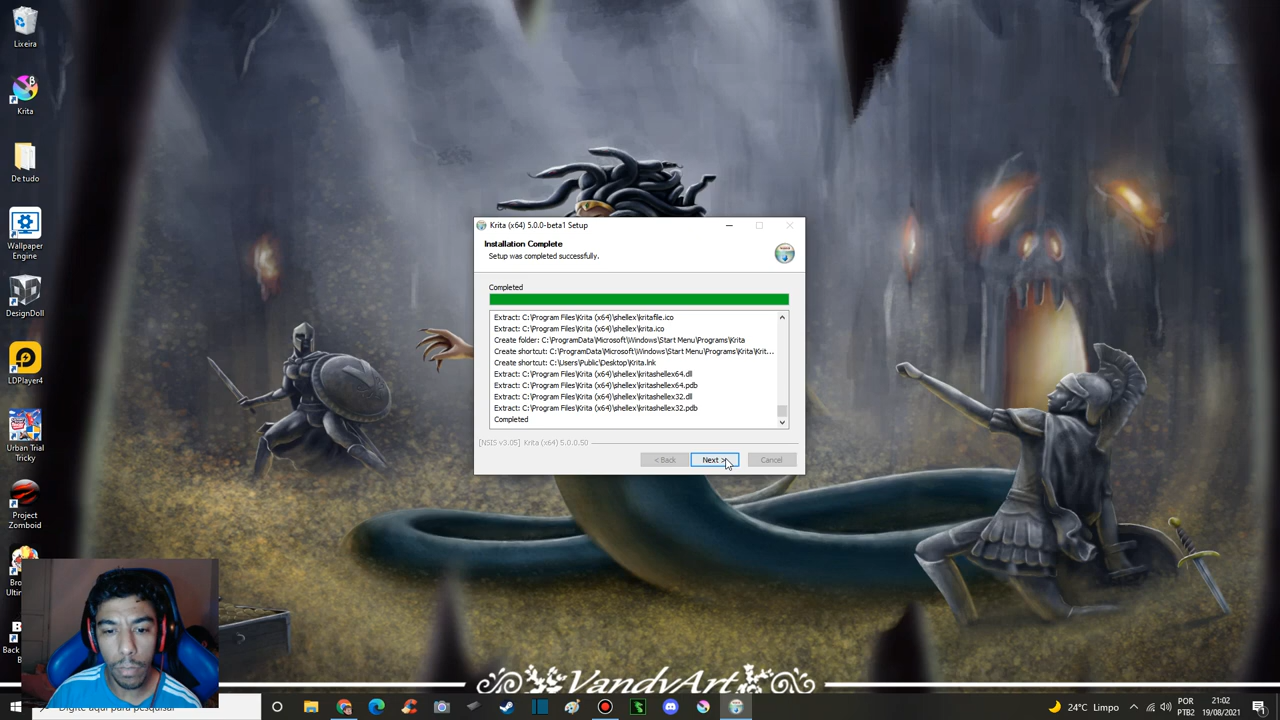 Lixeira
Krita
De tudo
Wallpaper
Engine
DesignDoll
LDPlayer4
Urban Trial
Tricky
Project
Zomboid
Bro
Ultim
Back
B
Krita (x64) 5.0.0-beta1 Setup
Installation Complete
Setup was completed successfully.
Completed
Extract: C:\Program Files\Krita (x64)\shellex\kritafile.ico
Extract: C:\Program Files\Krita (x64)\shellex\krita.ico
Create folder: C:\ProgramData\Microsoft\Windows\Start Menu\Programs\Krita
Create shortcut: C:\ProgramData\Microsoft\Windows\Start Menu\Programs\Krita\Krit...
Create shortcut: C:\Users\Public\Desktop\Krita.lnk
Extract: C:\Program Files\Krita (x64)\shellex\kritashellex64.dll
Extract: C:\Program Files\Krita (x64)\shellex\kritashellex64.pdb
Extract: C:\Program Files\Krita (x64)\shellex\kritashellex32.dll
Extract: C:\Program Files\Krita (x64)\shellex\kritashellex32.pdb
Completed
[NSIS v3.05] Krita (x64) 5.0.0.50
< Back
Next >
Cancel
VandyArt
Digite aqui para pesquisar
24°C Limpo
POR
PTB2
21:02
19/08/2021